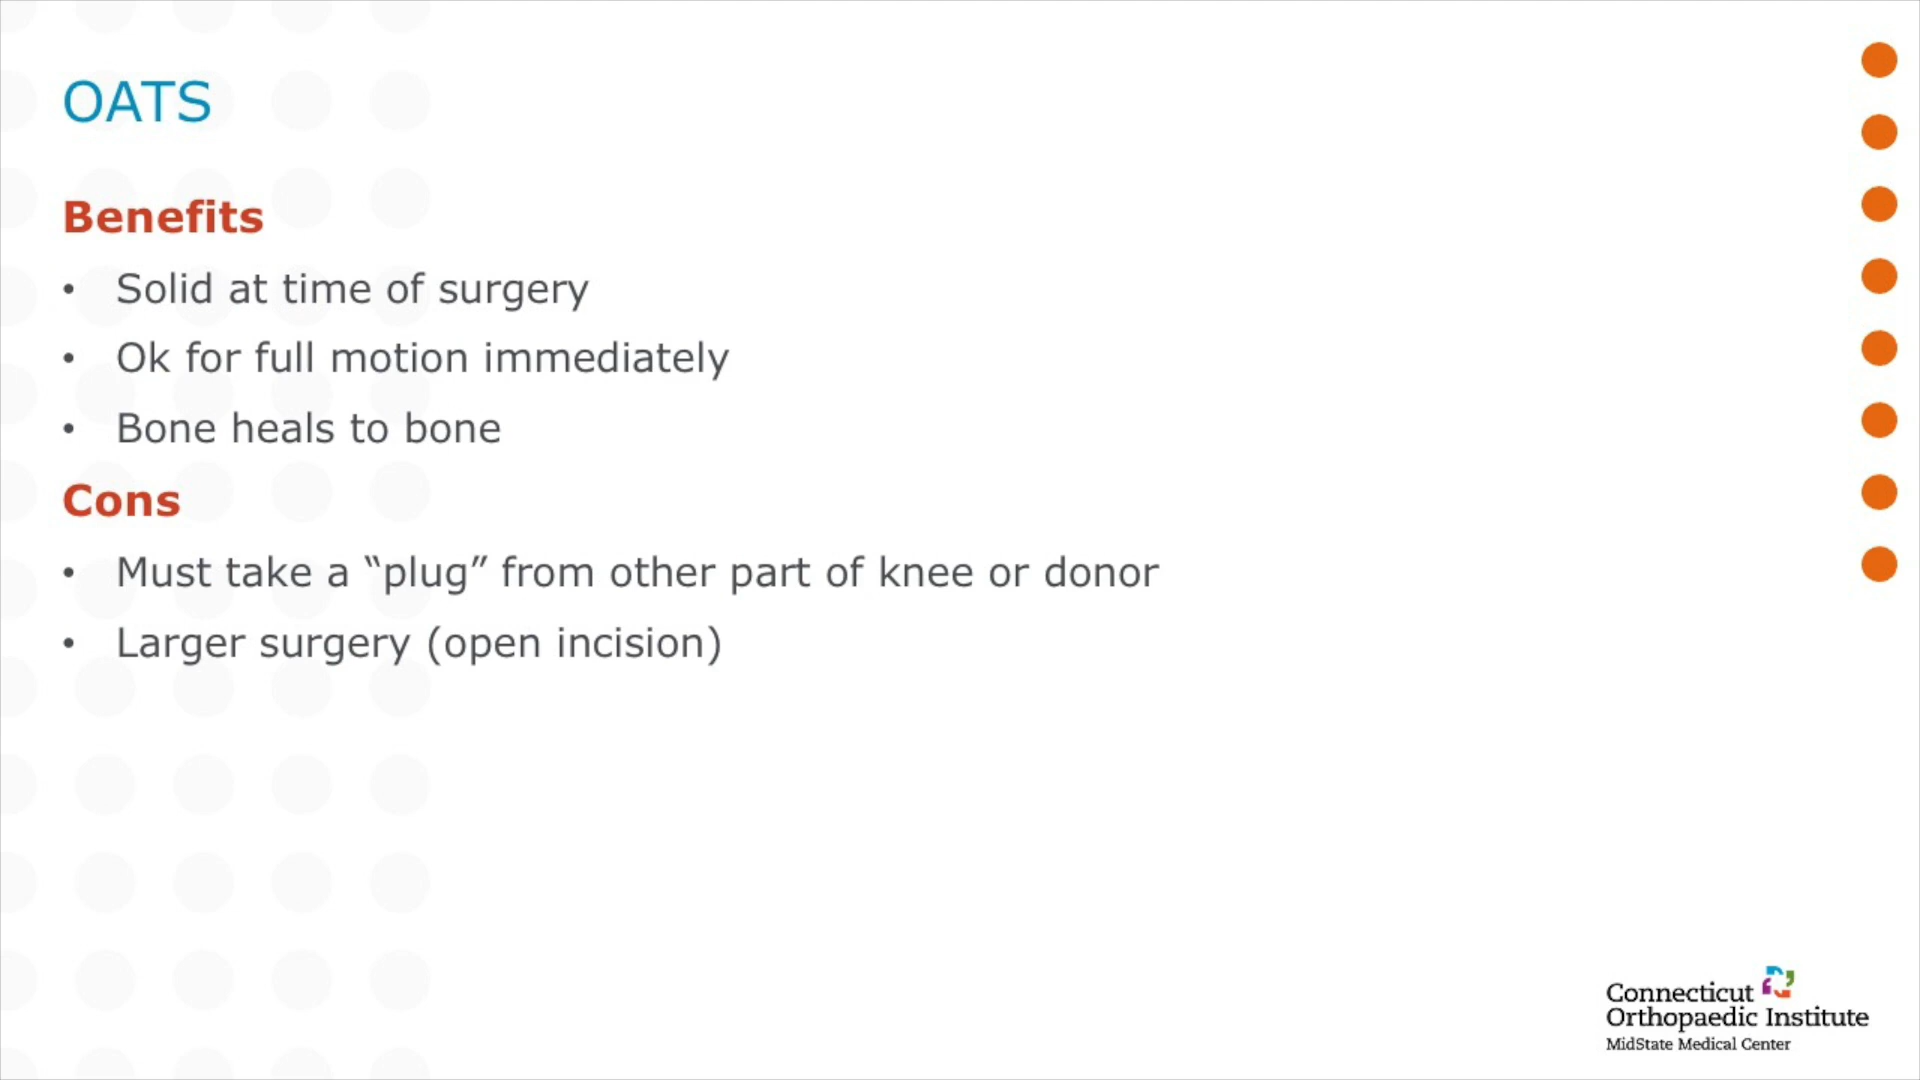 OATS
Benefits
• Solid at time of surgery
• Ok for full motion immediately
• Bone heals to bone
Cons
• Must take a “plug” from other part of knee or donor
• Larger surgery (open incision)
Connecticut
Orthopaedic Institute
MidState Medical Center